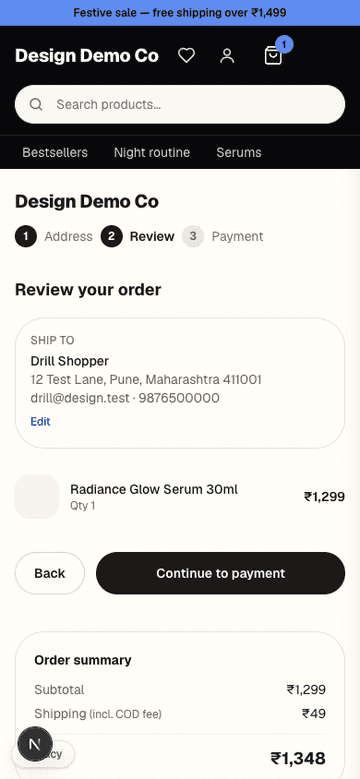 Festive sale — free shipping over ₹1,499
Design Demo Co
1
Search products...
Bestsellers Night routine Serums
Design Demo Co
1 Address 2 Review 3 Payment
Review your order
SHIP TO
Drill Shopper
12 Test Lane, Pune, Maharashtra 411001
drill@design.test · 9876500000
Edit
Radiance Glow Serum 30ml ₹1,299
Qty 1
Back Continue to payment
Order summary
Subtotal ₹1,299
Shipping (incl. COD fee) ₹49
N
₹1,348